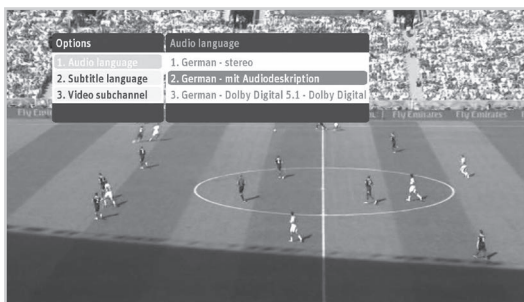 Options
1. Audio language
2. Subtitle language
3. Video subchannel
Audio language
1. German - stereo
2. German - mit Audiodeskription
3. German - Dolby Digital 5.1 - Dolby Digital
Fly Emirates Fly Emirates Fly Emirates